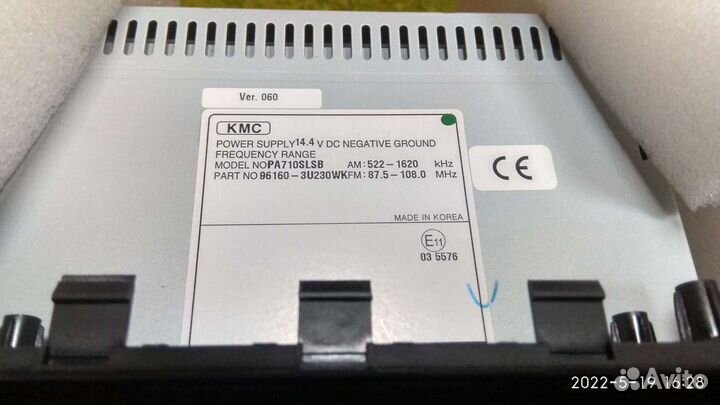 Ver. 060
KMC
POWER SUPPLY14.4 V DC NEGATIVE GROUND
FREQUENCY RANGE
MODEL NOPA710SLSB AM:522-1620 kHz
PART NO 96160-3U230WKFM:87.5-108.0 MHz
CE
MADE IN KOREA
E11
03 5576
Avito
2022-5-19 16:28